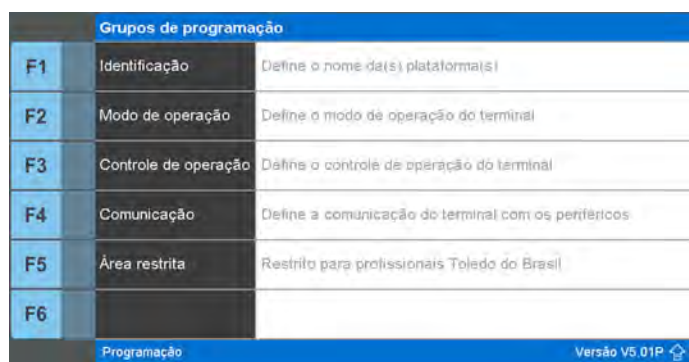 Grupos de programação
F1 Identificação Define o nome da(s) plataforma(s)
F2 Modo de operação Define o modo de operação do terminal
F3 Controle de operação Define o controle de operação do terminal
F4 Comunicação Define a comunicação do terminal com os periféricos
F5 Área restrita Restrito para profissionais Toledo do Brasil
F6
Programação Versão V5.01P